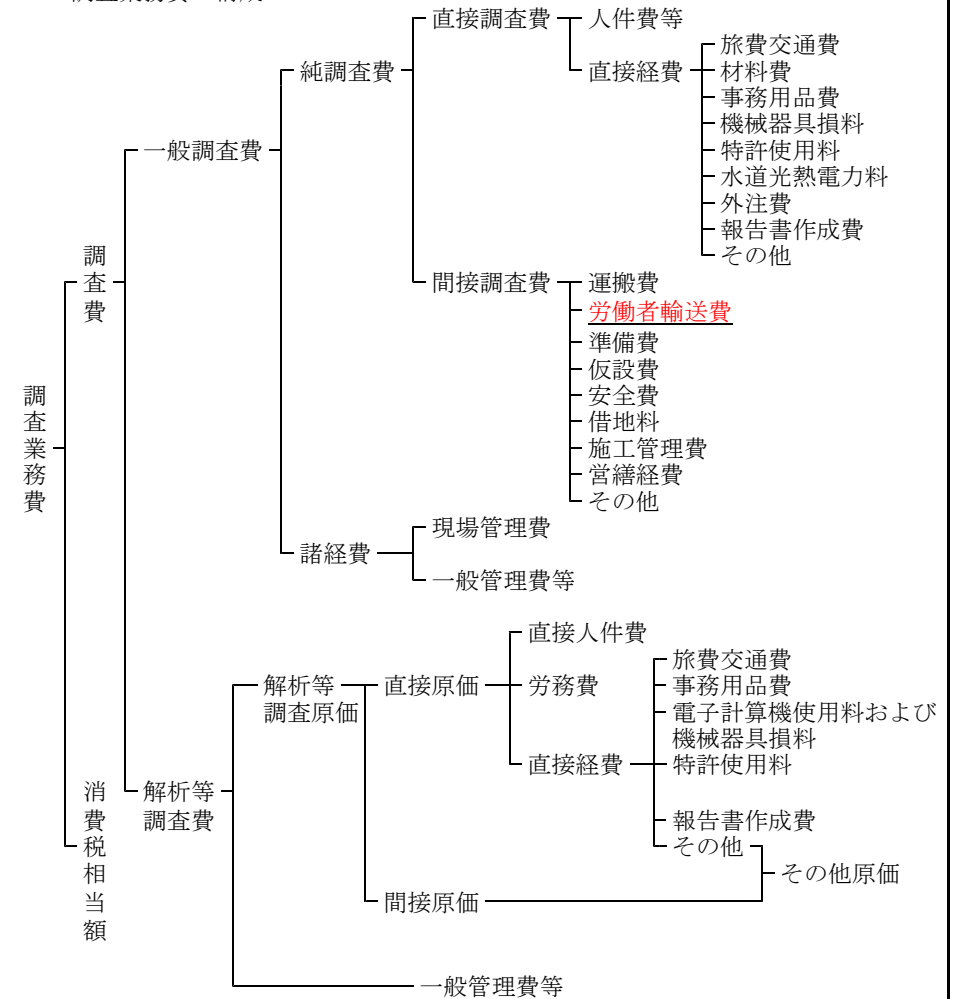 直接調査費
人件費等
旅費交通費
純調査費
直接経費
材料費
事務用品費
機械器具損料
一般調査費
特許使用料
水道光熱電力料
外注費
報告書作成費
その他
調査費
間接調査費
運搬費
労働者輸送費
準備費
仮設費
安全費
借地料
調査業務費
施工管理費
営繕経費
その他
諸経費
現場管理費
一般管理費等
直接人件費
旅費交通費
解析等
調査原価
直接原価
労務費
事務用品費
電子計算機使用料および
機械器具損料
直接経費
特許使用料
消費税相当額
解析等
調査費
報告書作成費
その他
その他原価
間接原価
一般管理費等